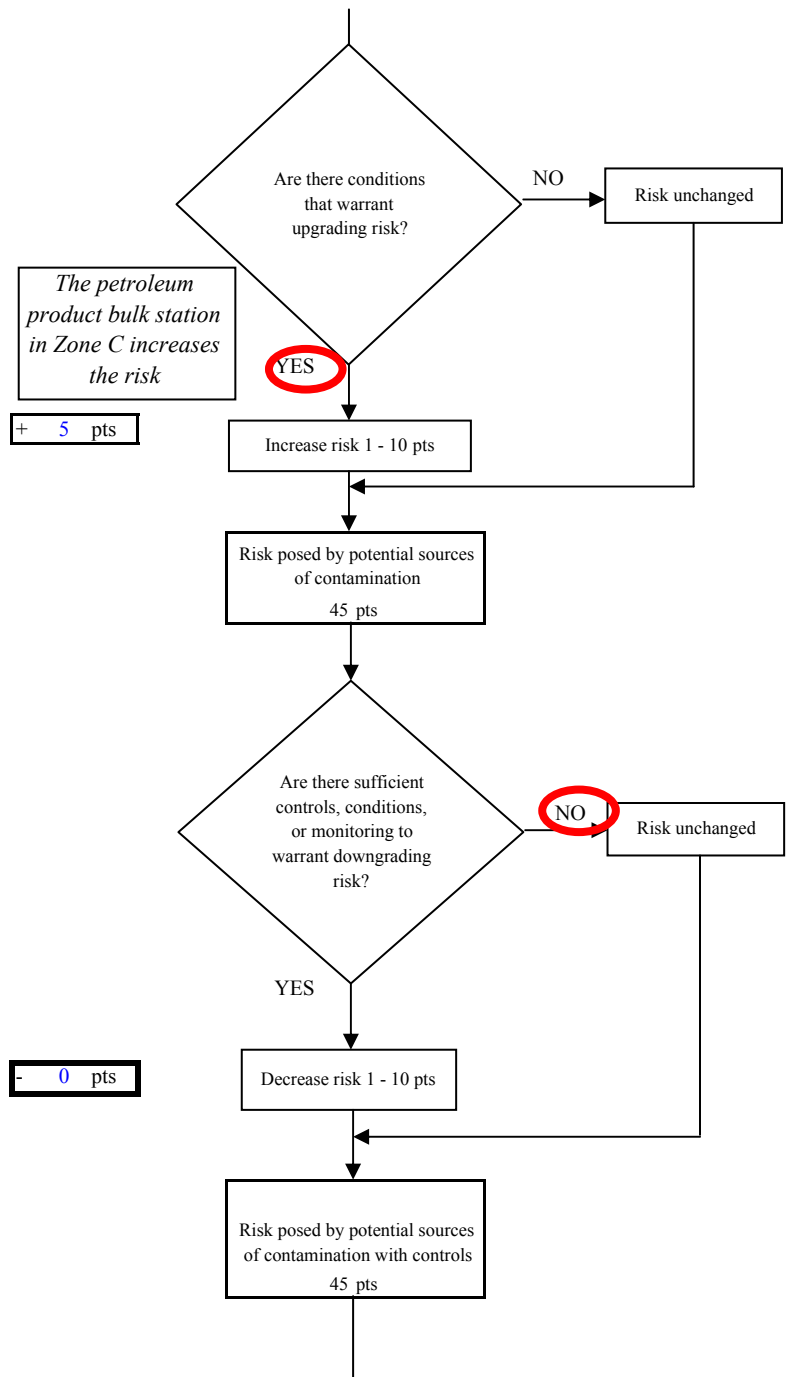 Are there conditions
that warrant
upgrading risk?
NO
Risk unchanged
The petroleum
product bulk station
in Zone C increases
the risk
YES
+ 5 pts
Increase risk 1 - 10 pts
Risk posed by potential sources
of contamination
45 pts
Are there sufficient
controls, conditions,
or monitoring to
warrant downgrading
risk?
NO
Risk unchanged
YES
- 0 pts
Decrease risk 1 - 10 pts
Risk posed by potential sources
of contamination with controls
45 pts